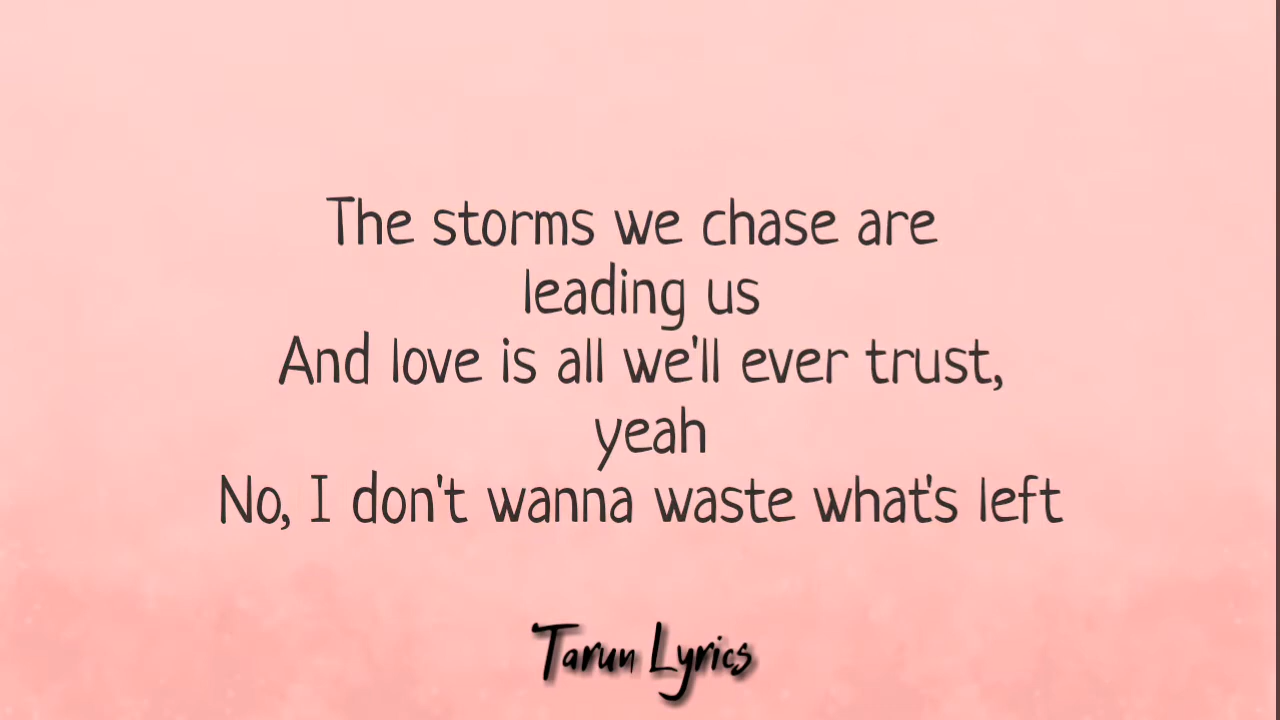 The storms we chase are
leading us
And love is all we'll ever trust,
yeah
No, I don't wanna waste what's left
Tarun Lyrics